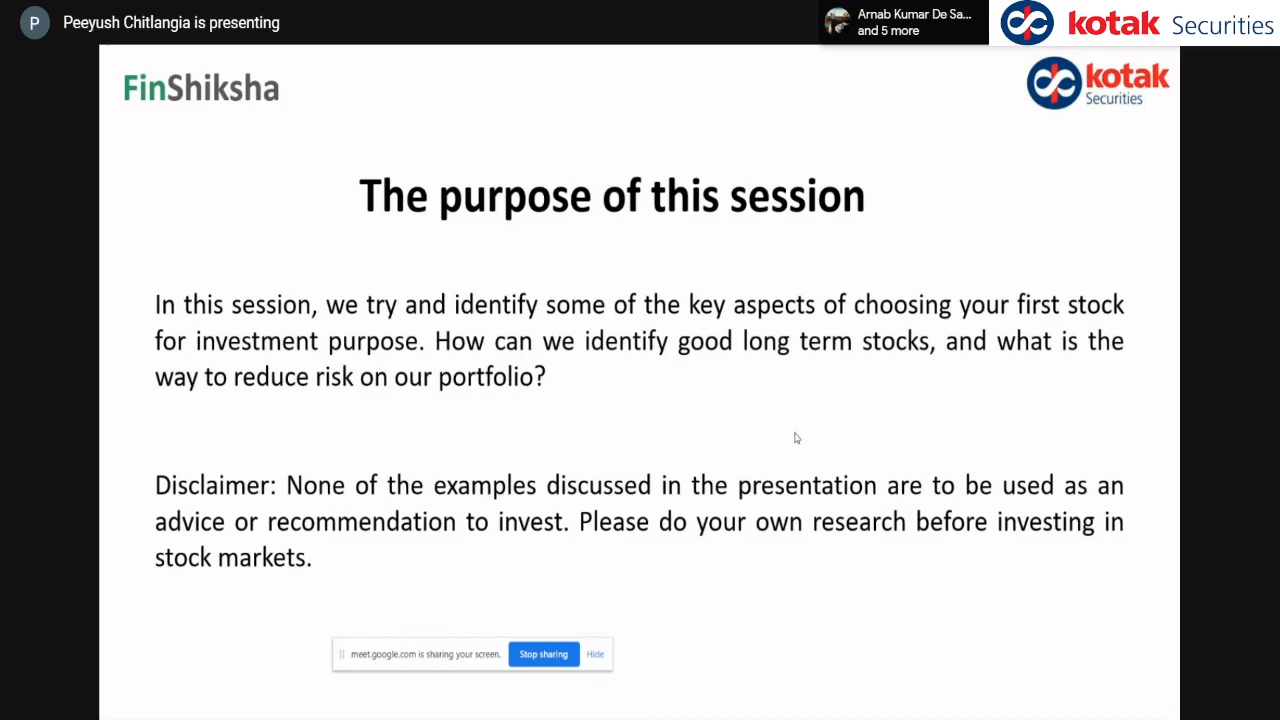 P
Peeyush Chitlangia is presenting
Arnab Kumar De Sa...
and 5 more
kotak Securities
FinShiksha
kotak
Securities
The purpose of this session
In this session, we try and identify some of the key aspects of choosing your first stock
for investment purpose. How can we identify good long term stocks, and what is the
way to reduce risk on our portfolio?
Disclaimer: None of the examples discussed in the presentation are to be used as an
advice or recommendation to invest. Please do your own research before investing in
stock markets.
meet.google.com is sharing your screen. Stop sharing Hide